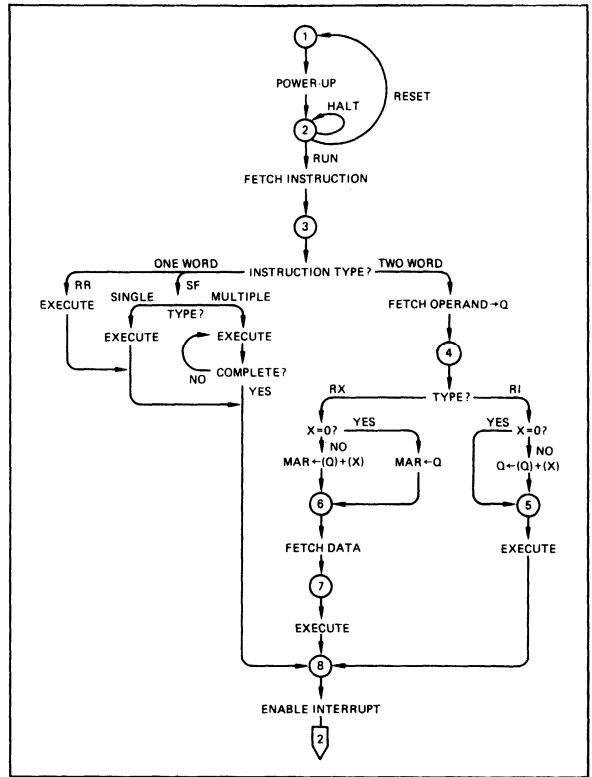 1
POWER-UP
RESET
HALT
2
RUN
FETCH INSTRUCTION
3
ONE WORD
INSTRUCTION TYPE?
TWO WORD
RR
SF
EXECUTE
SINGLE
MULTIPLE
TYPE?
FETCH OPERAND→Q
EXECUTE
EXECUTE
4
NO
COMPLETE?
YES
RX
TYPE?
RI
X=0?
YES
YES
X=0?
NO
NO
MAR←(Q)+(X)
MAR←Q
Q←(Q)+(X)
6
5
FETCH DATA
EXECUTE
7
EXECUTE
8
ENABLE INTERRUPT
2